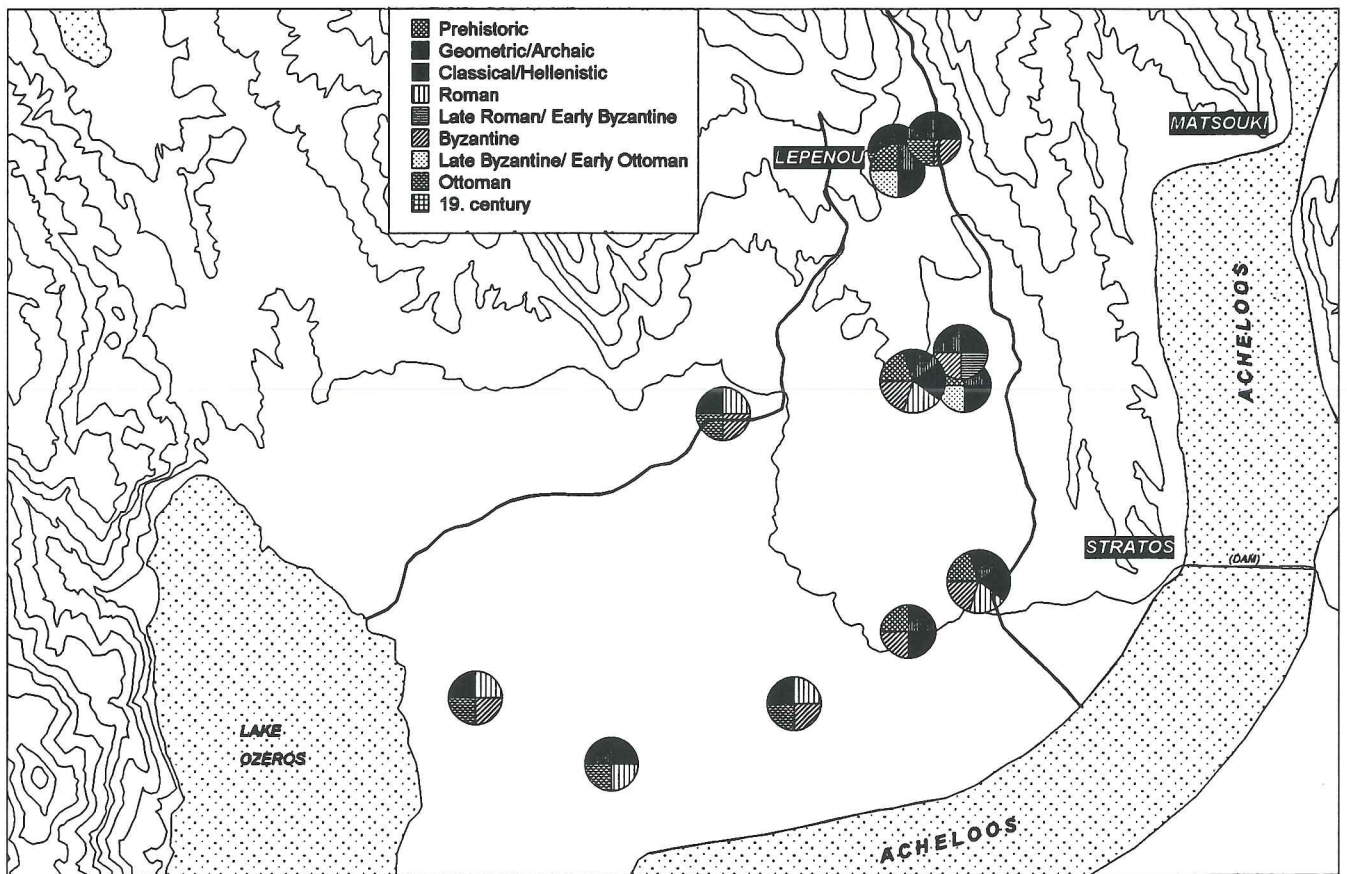 Prehistoric
Geometric/Archaic
Classical/Hellenistic
Roman
Late Roman/ Early Byzantine
Byzantine
Late Byzantine/ Early Ottoman
Ottoman
19. century
MATSOUKI
LEPENOU
ACHELOOS
STRATOS
(DAM)
LAKE
OZEROS
ACHELOOS